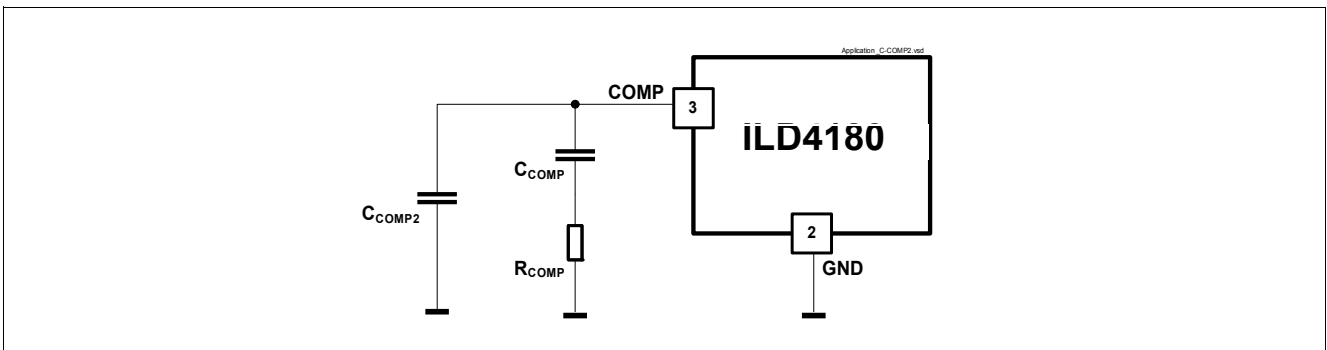 Application_C-COMP2.vsd
COMP
3
ILD4180
CCOMP
CCOMP2
2
RCOMP
GND